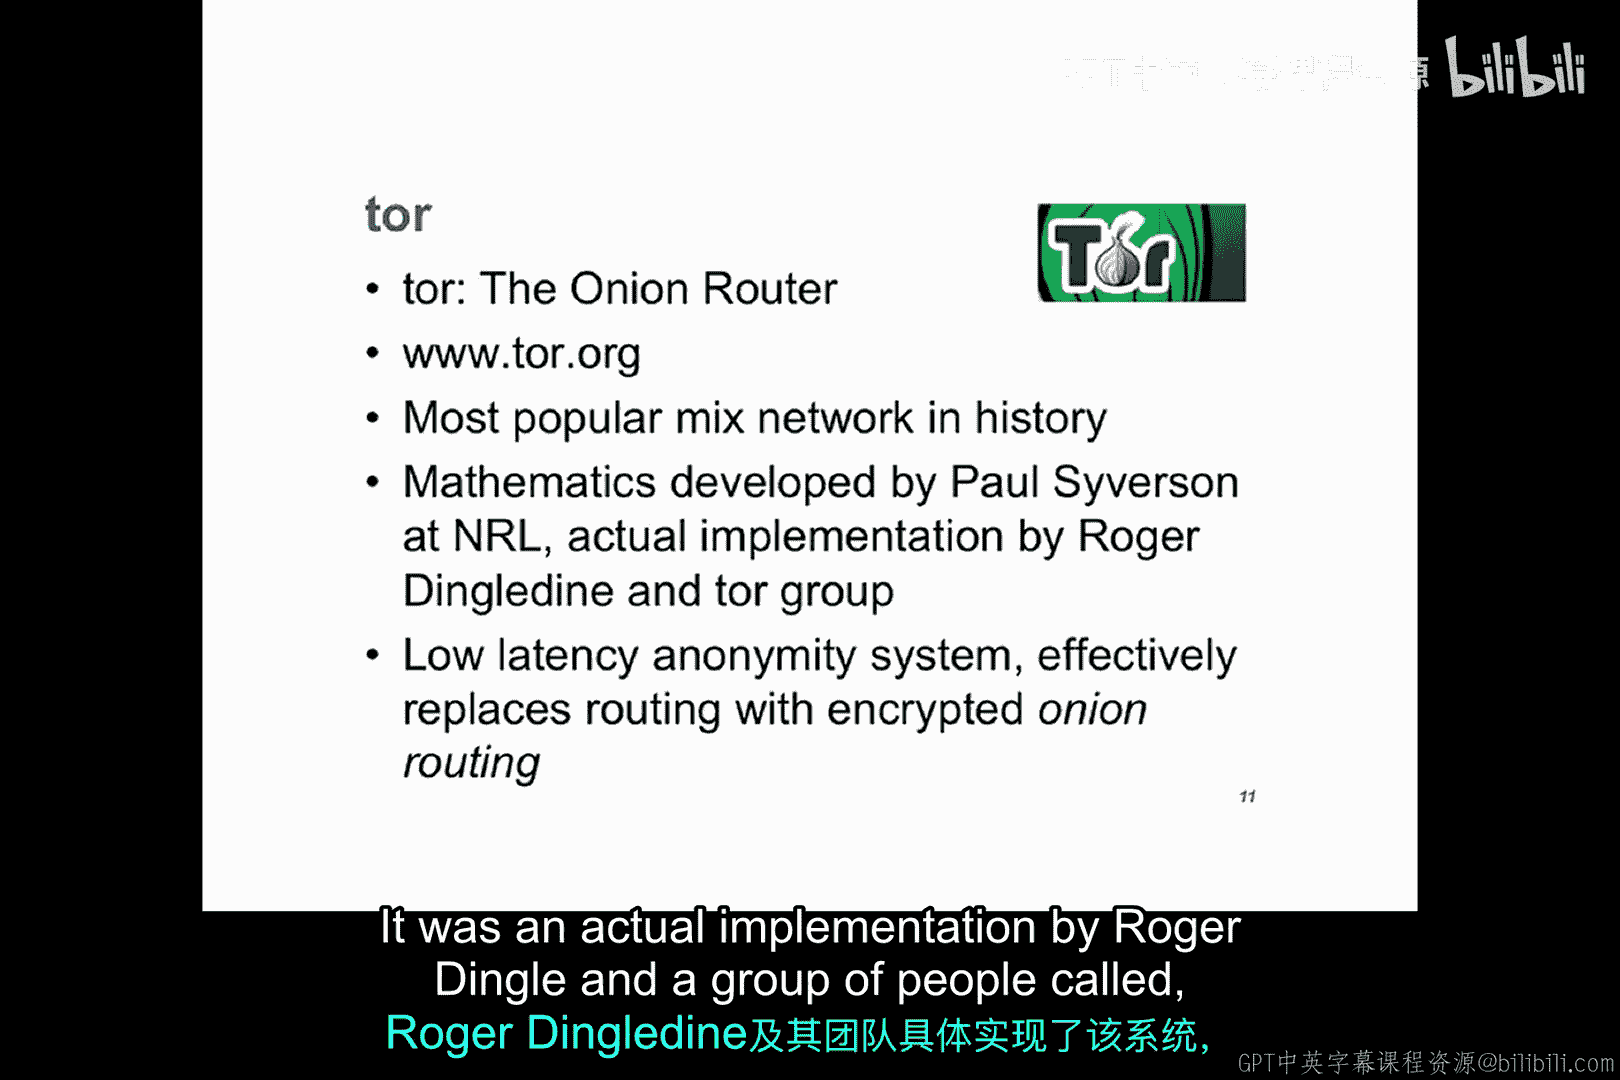 源 bilibili
tor
Tor
• tor: The Onion Router
• www.tor.org
• Most popular mix network in history
• Mathematics developed by Paul Syverson
at NRL, actual implementation by Roger
Dingledine and tor group
• Low latency anonymity system, effectively
replaces routing with encrypted onion
routing
11
It was an actual implementation by Roger
Dingle and a group of people called,
Roger Dingledine及其团队具体实现了该系统,
GPT中英字幕课程资源@bilibili.com